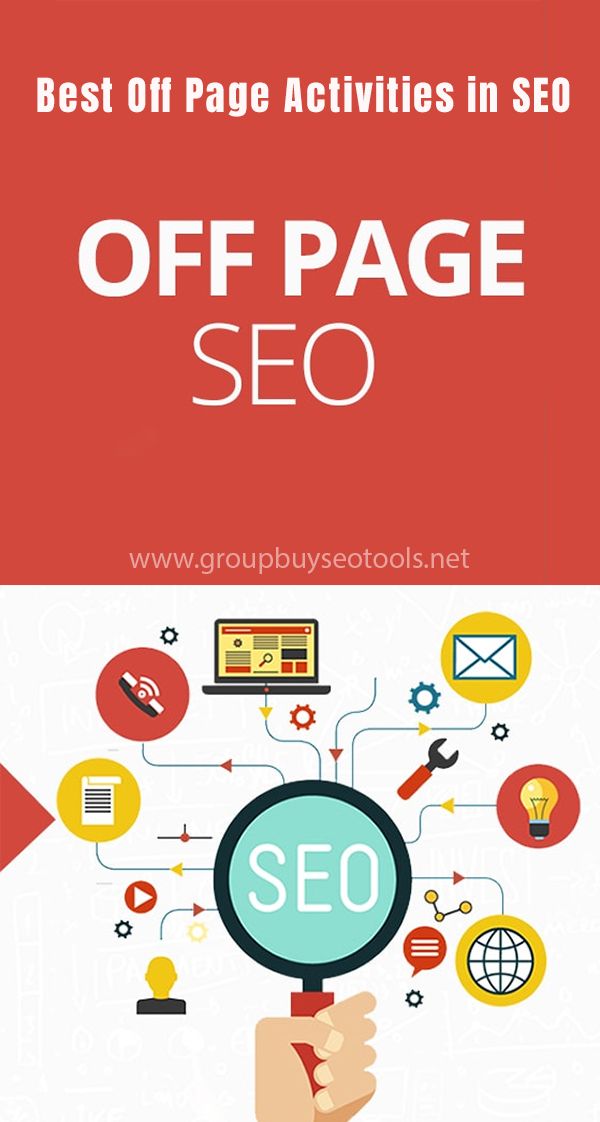 Best Off Page Activities in SEO
OFF PAGE
SEO
www.groupbuyseotools.net
SEO